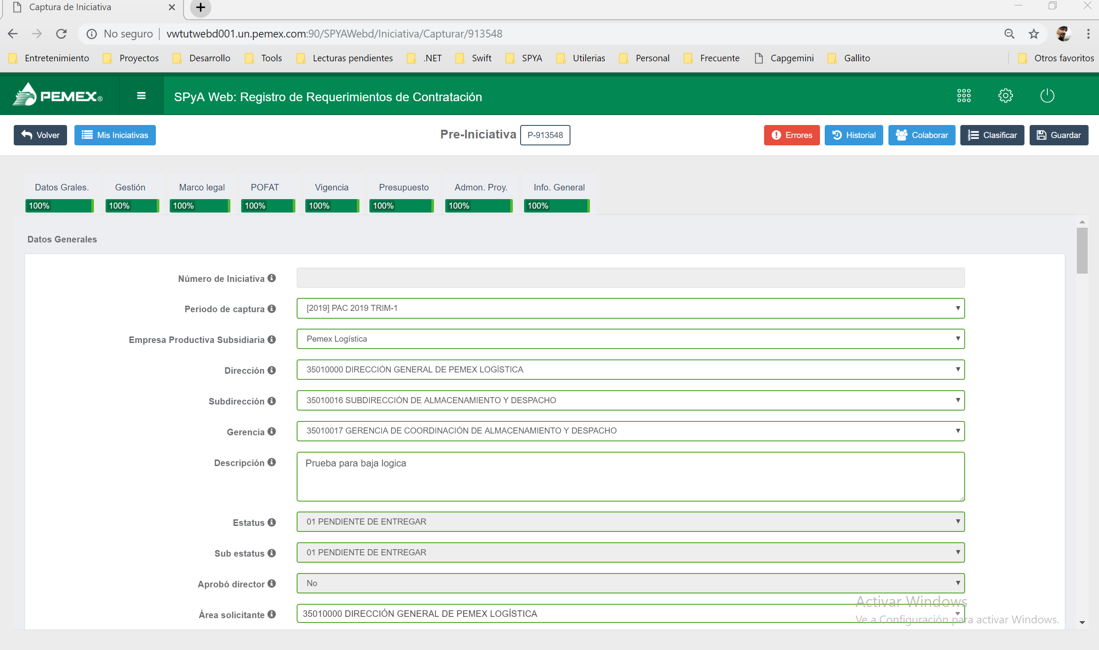 Captura de Iniciativa
No seguro | vwtutwebd001.un.pemex.com:90/SPYAWebd/Iniciativa/Capturar/913548
Entretenimiento Proyectos Desarrollo Tools Lecturas pendientes .NET Swift SPYA Utilerias Personal Frecuente Capgemini Gallito Otros favoritos
PEMEX® SPyA Web: Registro de Requerimientos de Contratación
Volver Mis Iniciativas Pre-Iniciativa P-913548 Errores Historial Colaborar Clasificar Guardar
Datos Grales. Gestión Marco legal POFAT Vigencia Presupuesto Admon. Proy. Info. General
100% 100% 100% 100% 100% 100% 100% 100%
Datos Generales
Número de Iniciativa
Periodo de captura [2019] PAC 2019 TRIM-1
Empresa Productiva Subsidiaria Pemex Logística
Dirección 35010000 DIRECCIÓN GENERAL DE PEMEX LOGÍSTICA
Subdirección 35010016 SUBDIRECCIÓN DE ALMACENAMIENTO Y DESPACHO
Gerencia 35010017 GERENCIA DE COORDINACIÓN DE ALMACENAMIENTO Y DESPACHO
Descripción Prueba para baja logica
Estatus 01 PENDIENTE DE ENTREGAR
Sub estatus 01 PENDIENTE DE ENTREGAR
Aprobó director No
Activar Windows
Área solicitante 35010000 DIRECCIÓN GENERAL DE PEMEX LOGÍSTICA
Ve a Configuración para activar Windows.